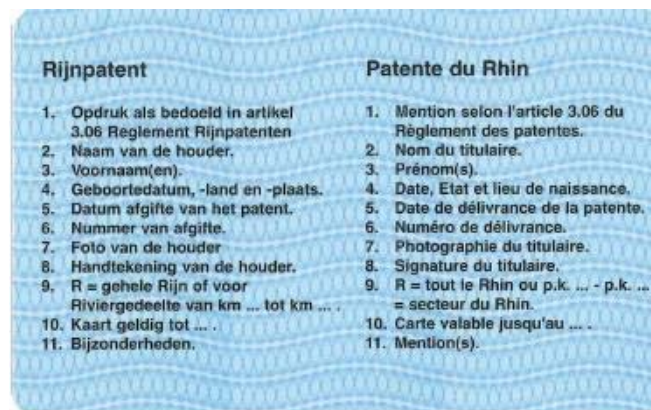 Rijnpatent
1. Opdruk als bedoeld in artikel
3.06 Reglement Rijnpatenten
2. Naam van de houder.
3. Voornaam(en).
4. Geboortedatum, -land en -plaats.
5. Datum afgifte van het patent.
6. Nummer van afgifte.
7. Foto van de houder
8. Handtekening van de houder.
9. R = gehele Rijn of voor
Riviergedeelte van km ... tot km ... .
10. Kaart geldig tot ... .
11. Bijzonderheden.
Patente du Rhin
1. Mention selon l'article 3.06 du
Règlement des patentes.
2. Nom du titulaire.
3. Prénom(s).
4. Date, Etat et lieu de naissance.
5. Date de délivrance de la patente.
6. Numéro de délivrance.
7. Photographie du titulaire.
8. Signature du titulaire.
9. R = tout le Rhin ou p.k. ... - p.k. ...
= secteur du Rhin.
10. Carte valable jusqu'au ... .
11. Mention(s).